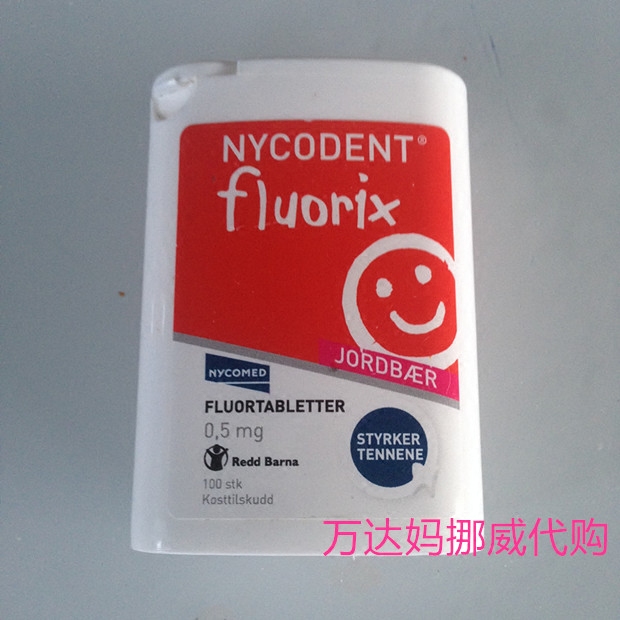 NYCODENT®
fluorix
JORDBÆR
NYCOMED
FLUORTABLETTER
0,5 mg
STYRKER
TENNENE
Redd Barna
100 stk
Kosttilskudd
万达妈挪威代购